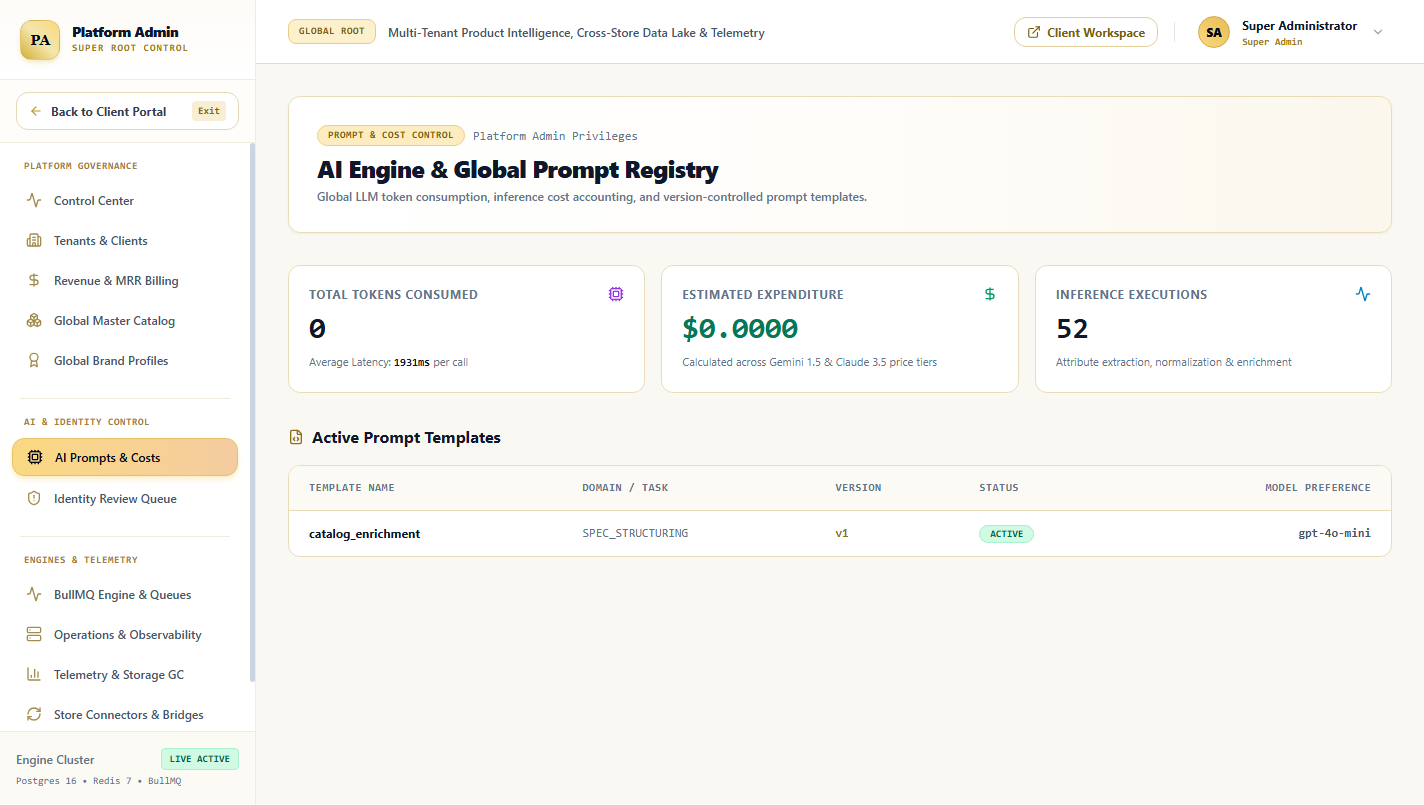 PA
Platform Admin
SUPER ROOT CONTROL
Back to Client Portal
Exit
PLATFORM GOVERNANCE
Control Center
Tenants & Clients
Revenue & MRR Billing
Global Master Catalog
Global Brand Profiles
AI & IDENTITY CONTROL
AI Prompts & Costs
Identity Review Queue
ENGINES & TELEMETRY
BullMQ Engine & Queues
Operations & Observability
Telemetry & Storage GC
Store Connectors & Bridges
Engine Cluster
LIVE ACTIVE
Postgres 16 • Redis 7 • BullMQ
GLOBAL ROOT
Multi-Tenant Product Intelligence, Cross-Store Data Lake & Telemetry
Client Workspace
SA
Super Administrator
Super Admin
PROMPT & COST CONTROL
Platform Admin Privileges
AI Engine & Global Prompt Registry
Global LLM token consumption, inference cost accounting, and version-controlled prompt templates.
TOTAL TOKENS CONSUMED
0
Average Latency: 1931ms per call
ESTIMATED EXPENDITURE
$0.0000
Calculated across Gemini 1.5 & Claude 3.5 price tiers
INFERENCE EXECUTIONS
52
Attribute extraction, normalization & enrichment
Active Prompt Templates
TEMPLATE NAME DOMAIN / TASK VERSION STATUS MODEL PREFERENCE
catalog_enrichment SPEC_STRUCTURING v1 ACTIVE gpt-4o-mini